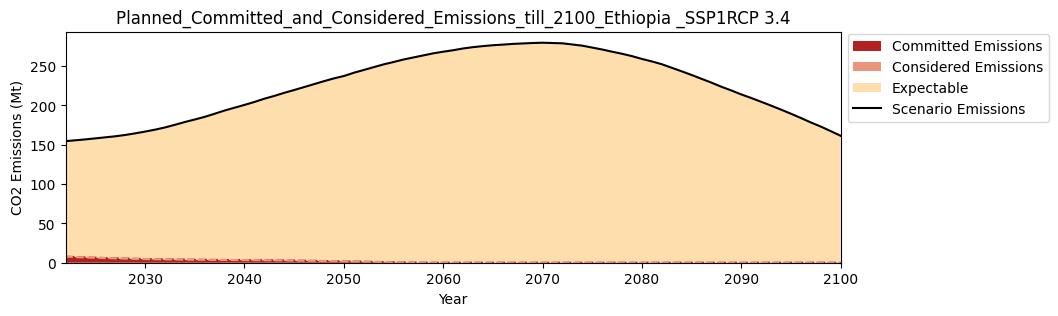 Planned_Committed_and_Considered_Emissions_till_2100_Ethiopia _SSP1RCP 3.4
Committed Emissions
Considered Emissions
Expectable
Scenario Emissions
CO2 Emissions (Mt)
250
200
150
100
50
0
2030 2040 2050 2060 2070 2080 2090 2100
Year